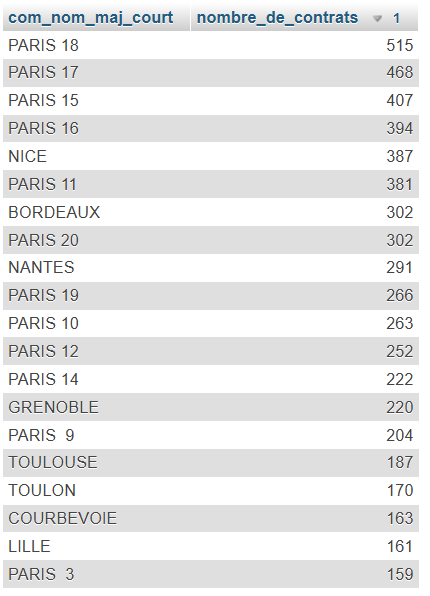 com_nom_maj_court nombre_de_contrats 1
PARIS 18 515
PARIS 17 468
PARIS 15 407
PARIS 16 394
NICE 387
PARIS 11 381
BORDEAUX 302
PARIS 20 302
NANTES 291
PARIS 19 266
PARIS 10 263
PARIS 12 252
PARIS 14 222
GRENOBLE 220
PARIS  9 204
TOULOUSE 187
TOULON 170
COURBEVOIE 163
LILLE 161
PARIS  3 159